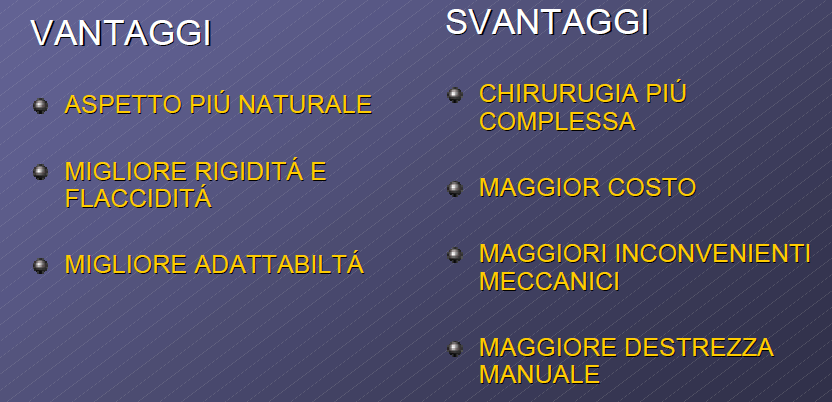 VANTAGGI
ASPETTO PIÚ NATURALE
MIGLIORE RIGIDITÁ E
FLACCIDITÁ
MIGLIORE ADATTABILTÁ
SVANTAGGI
CHIRURUGIA PIÚ
COMPLESSA
MAGGIOR COSTO
MAGGIORI INCONVENIENTI
MECCANICI
MAGGIORE DESTREZZA
MANUALE